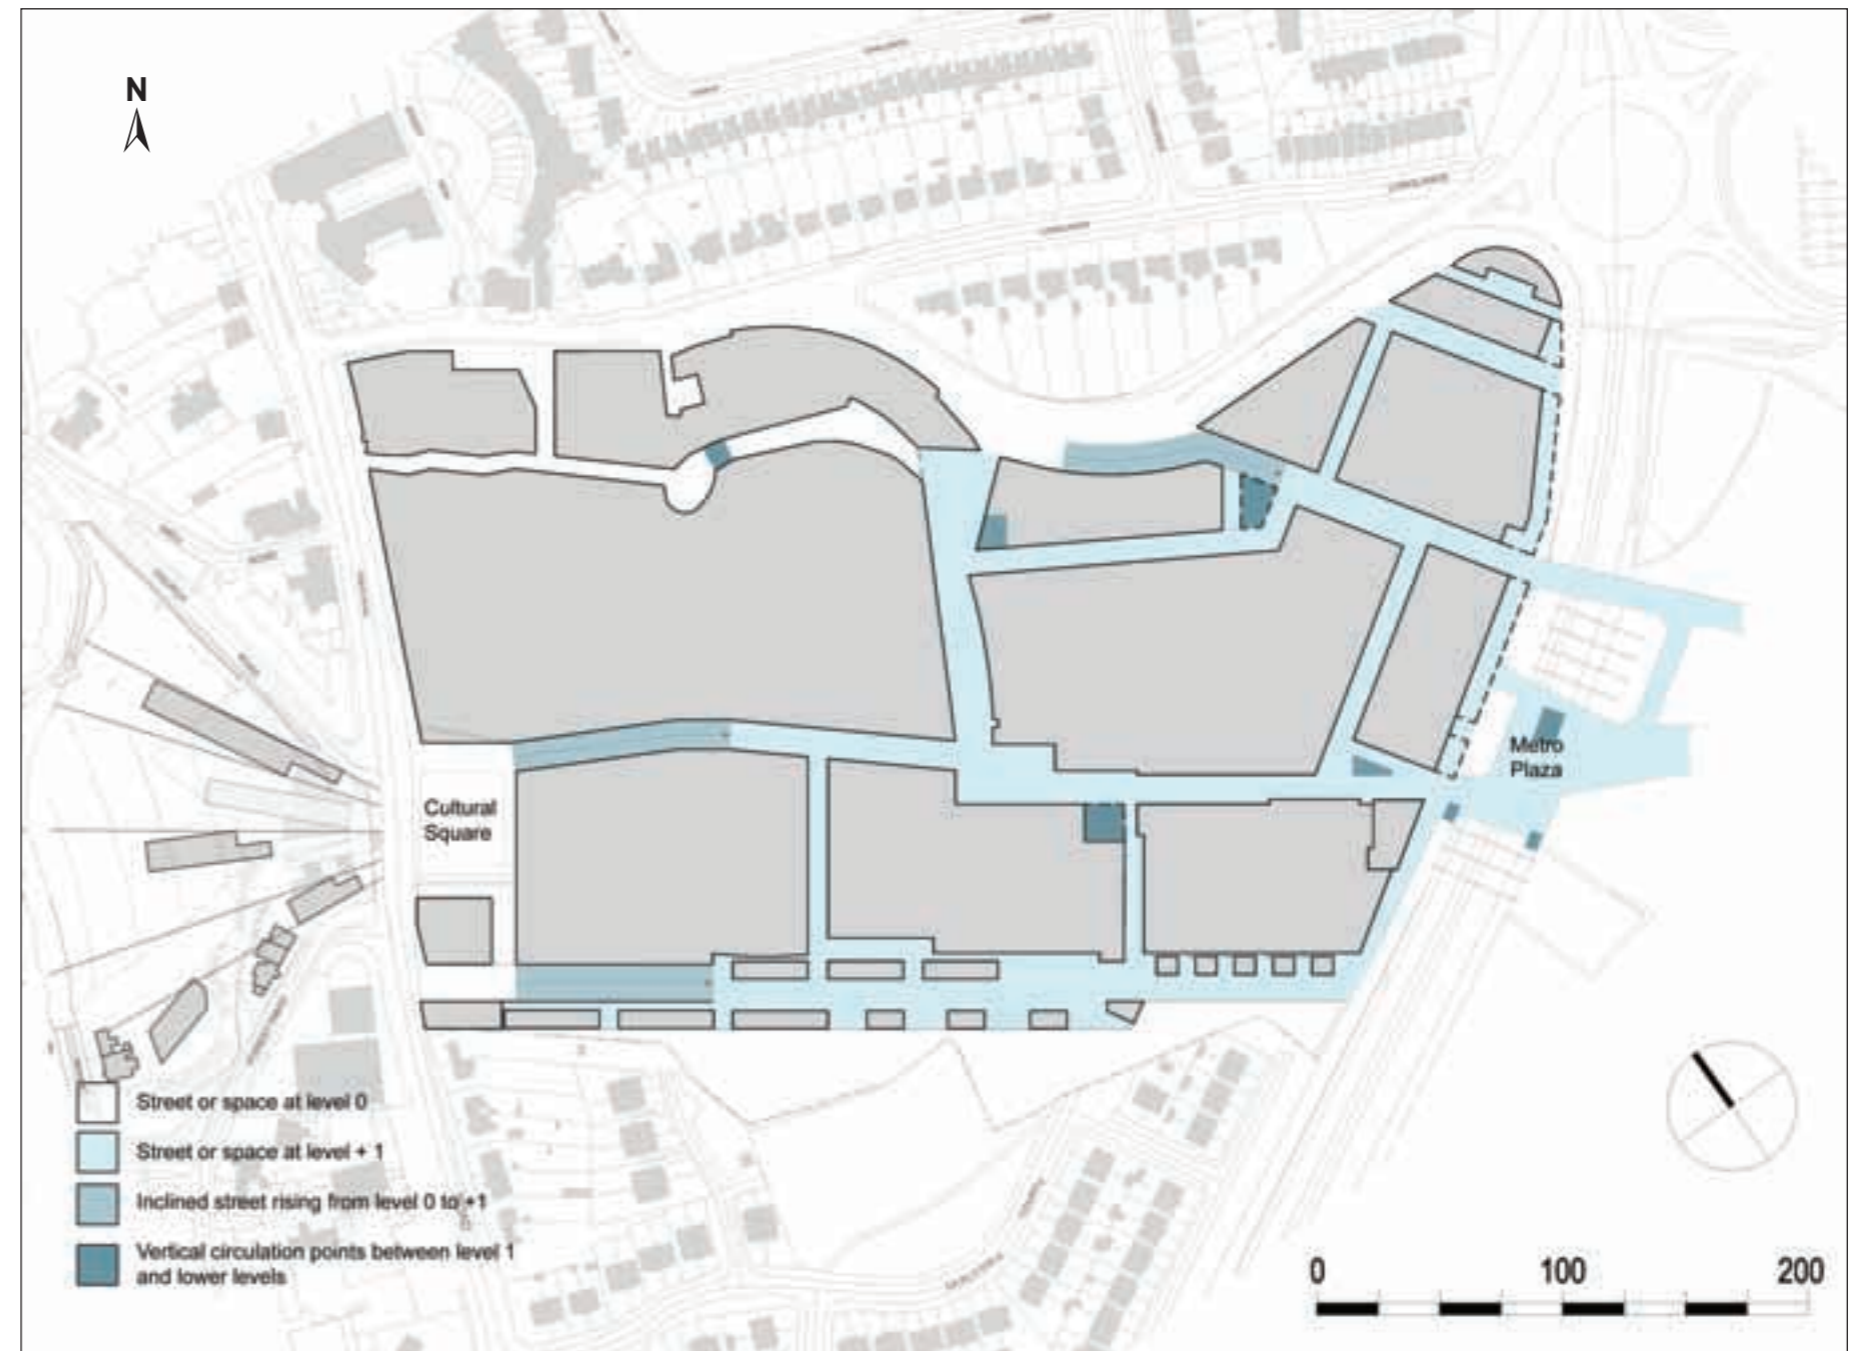 N
Cultural
Square
Metro
Plaza
Street or space at level 0
Street or space at level + 1
Inclined street rising from level 0 to +1
Vertical circulation points between level 1
and lower levels
0 100 200